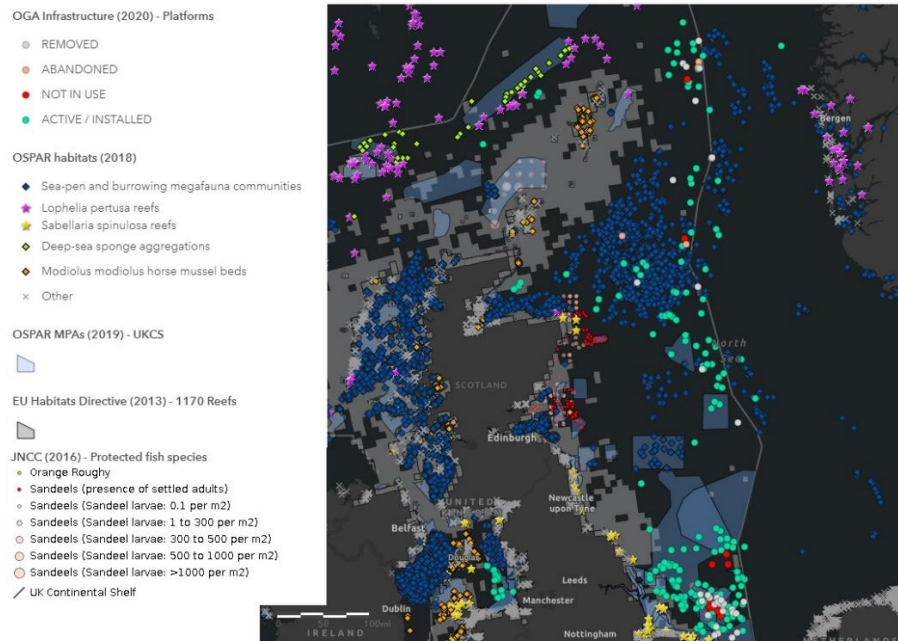 OGA Infrastructure (2020) - Platforms
REMOVED
ABANDONED
NOT IN USE
ACTIVE / INSTALLED
OSPAR habitats (2018)
Sea-pen and burrowing megafauna communities
Lophelia pertusa reefs
Sabellaria spinulosa reefs
Deep-sea sponge aggregations
Modiolus modiolus horse mussel beds
Other
OSPAR MPAs (2019) - UKCS
EU Habitats Directive (2013) - 1170 Reefs
JNCC (2016) - Protected fish species
Orange Roughy
Sandeels (presence of settled adults)
Sandeels (Sandeel larvae: 0.1 per m2)
Sandeels (Sandeel larvae: 1 to 300 per m2)
Sandeels (Sandeel larvae: 300 to 500 per m2)
Sandeels (Sandeel larvae: 500 to 1000 per m2)
Sandeels (Sandeel larvae: >1000 per m2)
UK Continental Shelf
Bergen
North
Sea
SCOTLAND
Edinburgh
Newcastle
upon Tyne
UNITED
Belfast
Douglas
Leeds
Dublin
Manchester
50
100mi
IRELAND
Nottingham